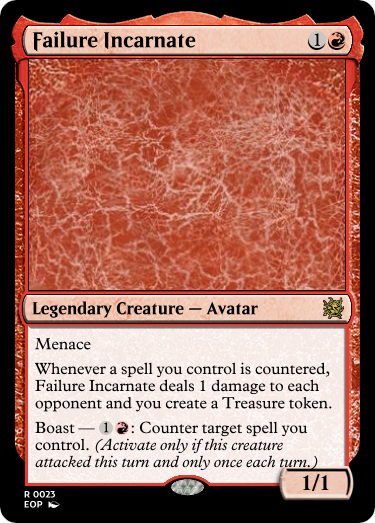 Failure Incarnate 1
Legendary Creature — Avatar
Menace
Whenever a spell you control is countered,
Failure Incarnate deals 1 damage to each
opponent and you create a Treasure token.
Boast — 1 : Counter target spell you
control. (Activate only if this creature
attacked this turn and only once each turn.)
1/1
R 0023
EOP